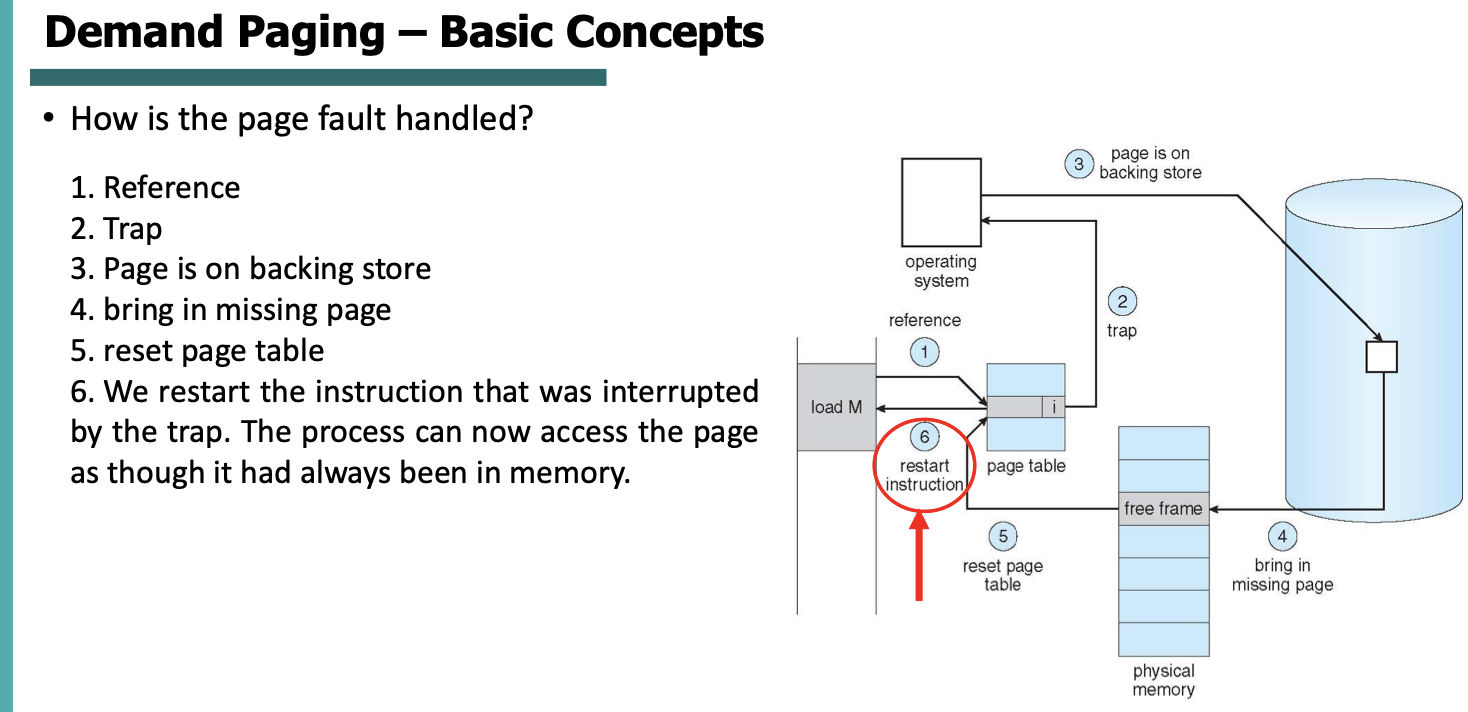 Demand Paging – Basic Concepts
• How is the page fault handled?
1. Reference
2. Trap
3. Page is on backing store
4. bring in missing page
5. reset page table
6. We restart the instruction that was interrupted
by the trap. The process can now access the page
as though it had always been in memory.
3
page is on
backing store
operating
system
2
trap
reference
1
load M
i
6
restart
instruction
page table
free frame
5
reset page
table
4
bring in
missing page
physical
memory